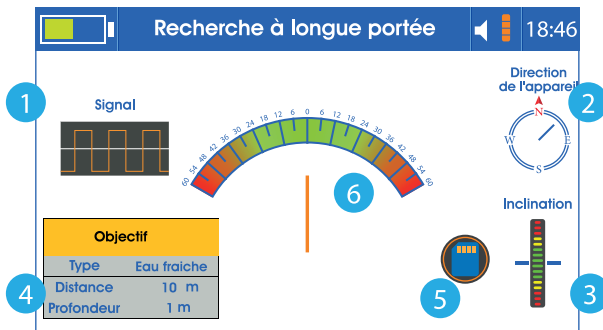 Recherche à longue portée
18:46
1
Signal
Direction
de l'appareil
2
N
W
E
S
60 54 48 42 36 30 24 18 12 6 0 6 12 18 24 30 36 42 48 54 60
6
Inclination
Objectif
Type Eau fraiche
Distance 10 m
Profondeur 1 m
4
5
3